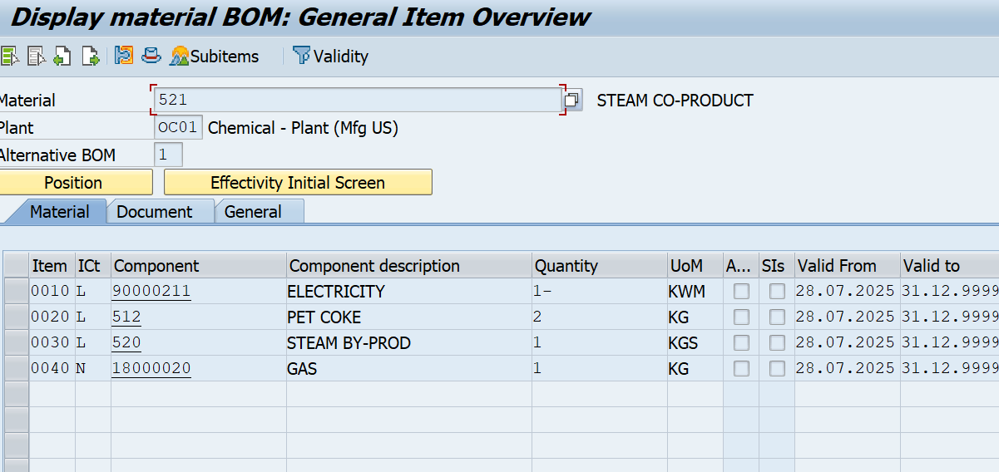 Display material BOM: General Item Overview
Subitems Validity
Material 521 STEAM CO-PRODUCT
Plant OC01 Chemical - Plant (Mfg US)
Alternative BOM 1
Position Effectivity Initial Screen
Material Document General
Item ICt Component Component description Quantity UoM A... SIs Valid From Valid to
0010 L 90000211 ELECTRICITY 1- KWM 28.07.2025 31.12.9999
0020 L 512 PET COKE 2 KG 28.07.2025 31.12.9999
0030 L 520 STEAM BY-PROD 1 KGS 28.07.2025 31.12.9999
0040 N 18000020 GAS 1 KG 28.07.2025 31.12.9999